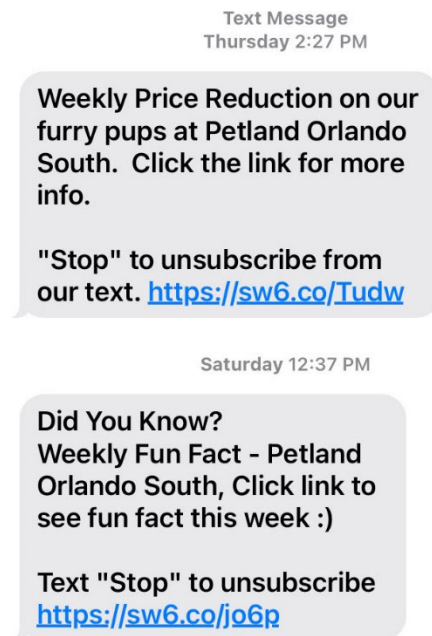 Text Message
Thursday 2:27 PM
Weekly Price Reduction on our
furry pups at Petland Orlando
South.  Click the link for more
info.
"Stop" to unsubscribe from
our text. https://sw6.co/Tudw
Saturday 12:37 PM
Did You Know?
Weekly Fun Fact - Petland
Orlando South, Click link to
see fun fact this week :)
Text "Stop" to unsubscribe
https://sw6.co/jo6p